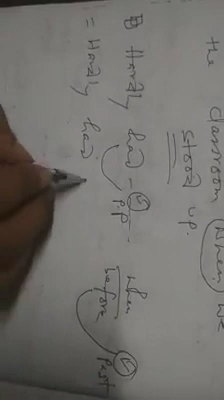 the classroom when we
stood up.
Hardly had - V3 - when
P.P before
= Hardly had
Past